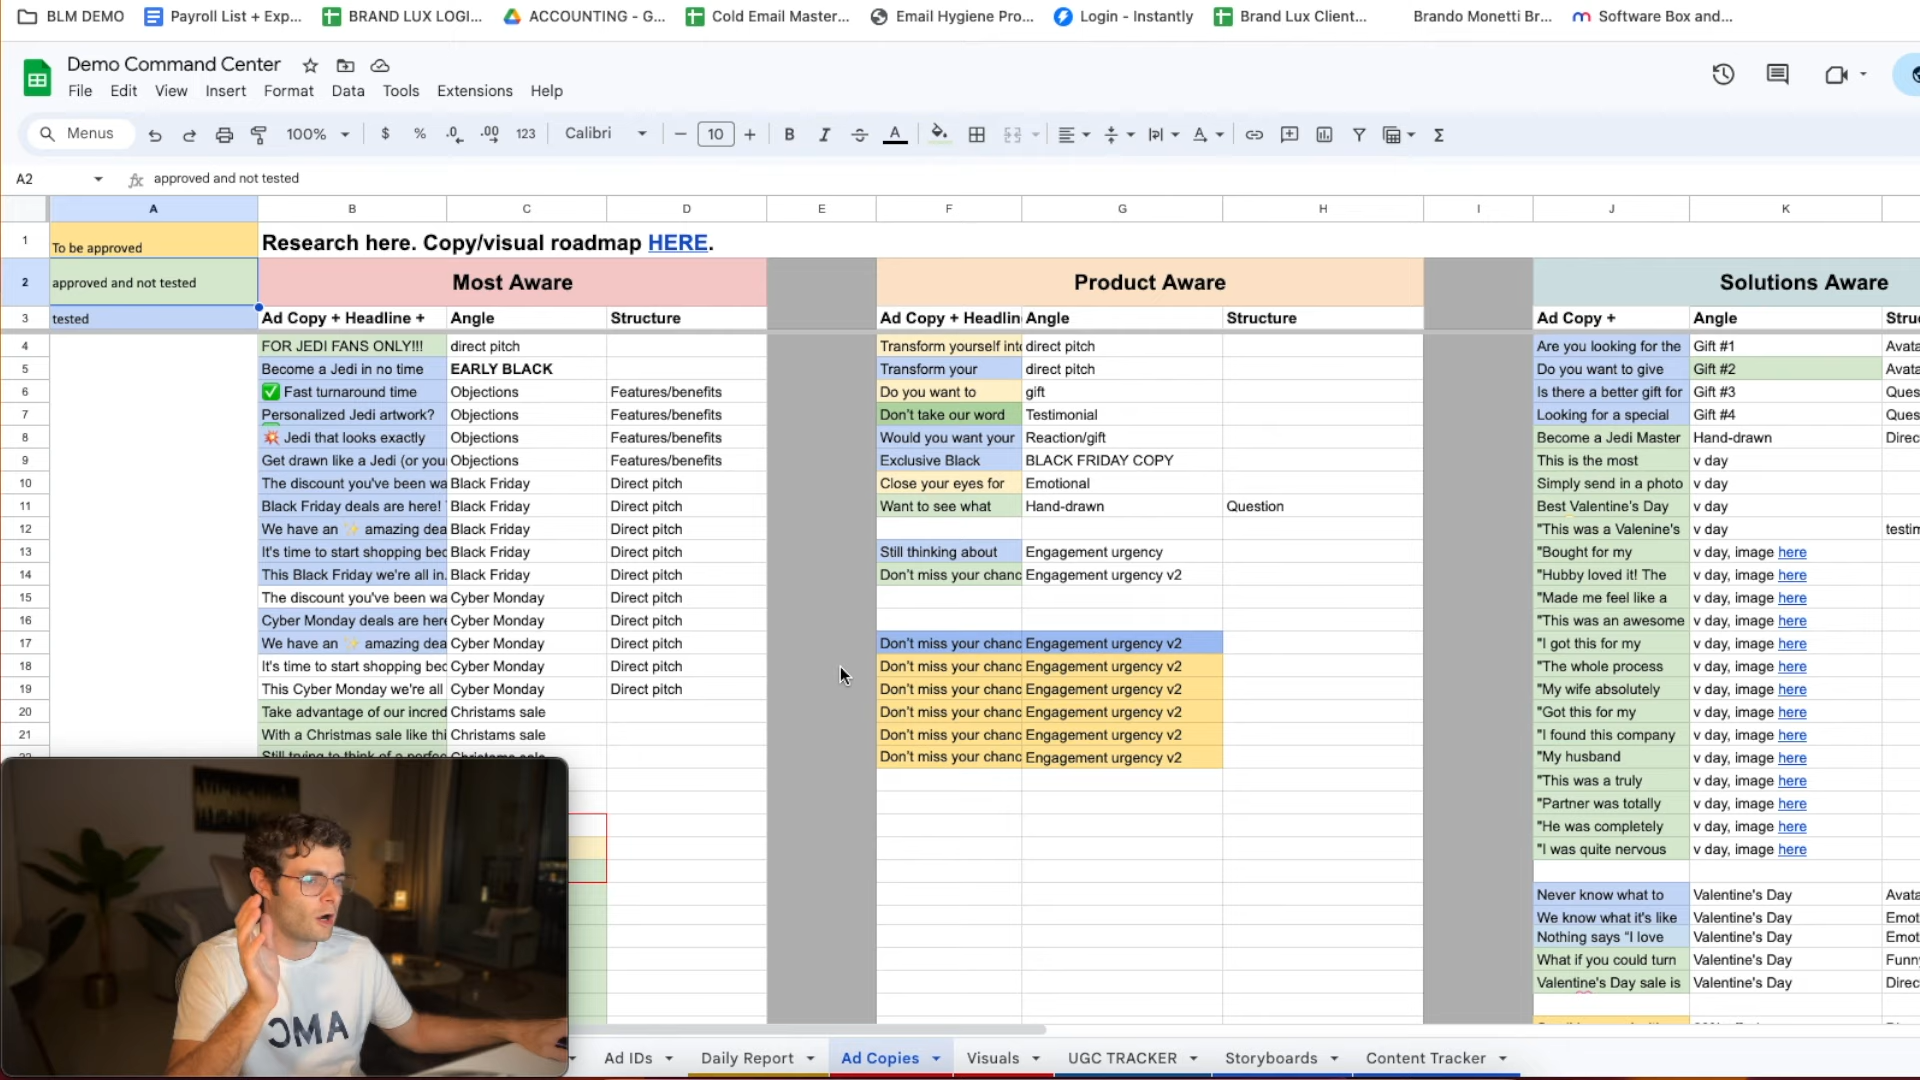 BLM DEMO Payroll List + Exp... BRAND LUX LOGI... ACCOUNTING - G... Cold Email Master... Email Hygiene Pro... Login - Instantly Brand Lux Client... Brando Monetti Br... Software Box and...
Demo Command Center
File Edit View Insert Format Data Tools Extensions Help
Menus 100% $ % .0 .00 123 Calibri 10 B I A
A2 fx approved and not tested
A B C D E F G H I J K
1 To be approved Research here. Copy/visual roadmap HERE.
2 approved and not tested Most Aware Product Aware Solutions Aware
3 tested Ad Copy + Headline + Angle Structure Ad Copy + Headlin Angle Structure Ad Copy + Angle Struc
4 FOR JEDI FANS ONLY!!! direct pitch Transform yourself into direct pitch Are you looking for the Gift #1 Avata
5 Become a Jedi in no time EARLY BLACK Transform your direct pitch Do you want to give Gift #2 Avata
6 ✅ Fast turnaround time Objections Features/benefits Do you want to gift Is there a better gift for Gift #3 Ques
7 Personalized Jedi artwork? Objections Features/benefits Don't take our word Testimonial Looking for a special Gift #4 Ques
8 💥 Jedi that looks exactly Objections Features/benefits Would you want your Reaction/gift Become a Jedi Master Hand-drawn Direc
9 Get drawn like a Jedi (or you Objections Features/benefits Exclusive Black BLACK FRIDAY COPY This is the most v day
10 The discount you've been wa Black Friday Direct pitch Close your eyes for Emotional Simply send in a photo v day
11 Black Friday deals are here! Black Friday Direct pitch Want to see what Hand-drawn Question Best Valentine's Day v day
12 We have an ✨ amazing dea Black Friday Direct pitch "This was a Valenine's v day testim
13 It's time to start shopping bec Black Friday Direct pitch Still thinking about Engagement urgency "Bought for my v day, image here
14 This Black Friday we're all in. Black Friday Direct pitch Don't miss your chanc Engagement urgency v2 "Hubby loved it! The v day, image here
15 The discount you've been wa Cyber Monday Direct pitch "Made me feel like a v day, image here
16 Cyber Monday deals are here Cyber Monday Direct pitch "This was an awesome v day, image here
17 We have an ✨ amazing dea Cyber Monday Direct pitch Don't miss your chanc Engagement urgency v2 "I got this for my v day, image here
18 It's time to start shopping bec Cyber Monday Direct pitch Don't miss your chanc Engagement urgency v2 "The whole process v day, image here
19 This Cyber Monday we're all Cyber Monday Direct pitch Don't miss your chanc Engagement urgency v2 "My wife absolutely v day, image here
20 Take advantage of our incred Christams sale Don't miss your chanc Engagement urgency v2 "Got this for my v day, image here
21 With a Christmas sale like thi Christams sale Don't miss your chanc Engagement urgency v2 "I found this company v day, image here
22 Still trying to think of a perfec Christams sale Don't miss your chanc Engagement urgency v2 "My husband v day, image here
"This was a truly v day, image here
"Partner was totally v day, image here
"He was completely v day, image here
"I was quite nervous v day, image here
Never know what to Valentine's Day Avata
We know what it's like Valentine's Day Emot
Nothing says "I love Valentine's Day Emot
What if you could turn Valentine's Day Funny
Valentine's Day sale is Valentine's Day Direc
Ad IDs Daily Report Ad Copies Visuals UGC TRACKER Storyboards Content Tracker